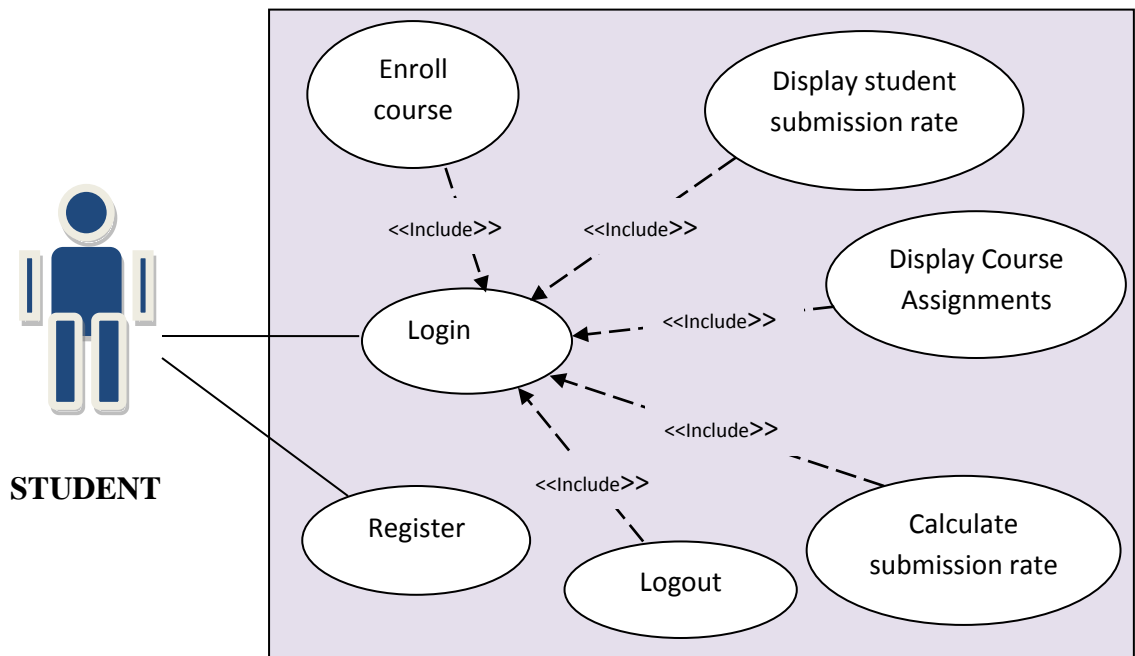 Enroll
course
Display student
submission rate
<<Include>>
<<Include>>
Display Course
Assignments
Login
<<Include>>
<<Include>>
STUDENT
<<Include>>
Register
Calculate
submission rate
Logout